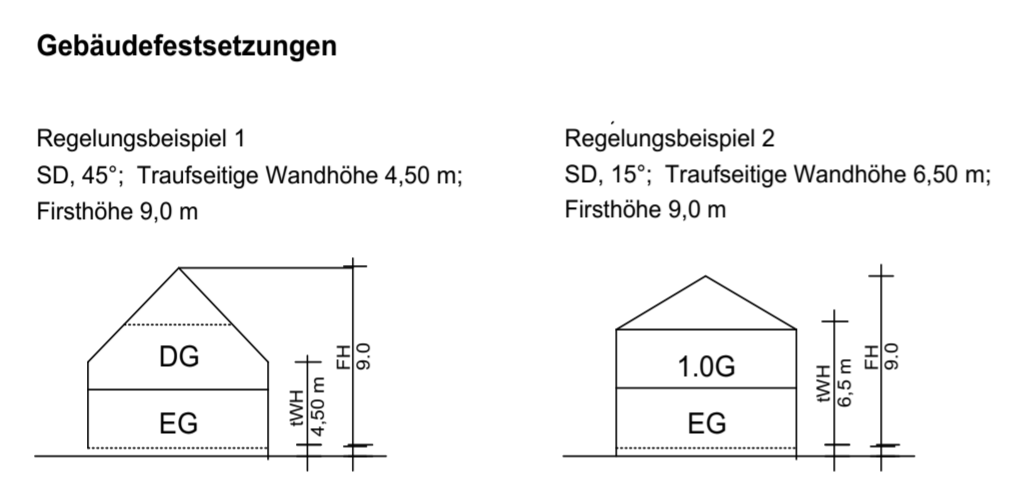 Gebäudefestsetzungen
Regelungsbeispiel 1
SD, 45°; Traufseitige Wandhöhe 4,50 m;
Firsthöhe 9,0 m
DG
EG
tWH
4,50 m
FH
9.0
Regelungsbeispiel 2
SD, 15°; Traufseitige Wandhöhe 6,50 m;
Firsthöhe 9,0 m
1.0G
EG
tWH
6,5 m
FH
9.0